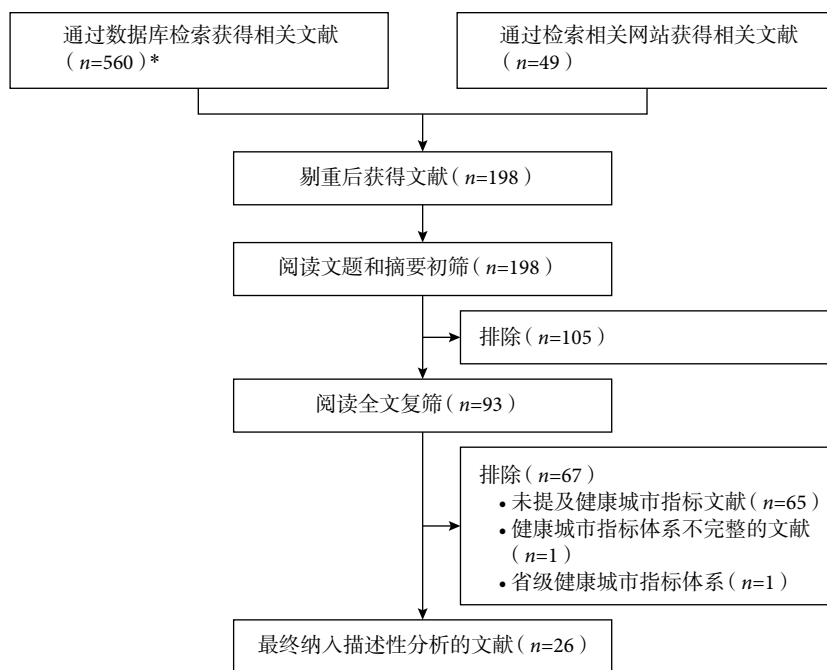 通过数据库检索获得相关文献
（n=560）*
通过检索相关网站获得相关文献
（n=49）
剔重后获得文献（n=198）
阅读文题和摘要初筛（n=198）
排除（n=105）
阅读全文复筛（n=93）
排除（n=67）
• 未提及健康城市指标文献（n=65）
• 健康城市指标体系不完整的文献
（n=1）
• 省级健康城市指标体系（n=1）
最终纳入描述性分析的文献（n=26）